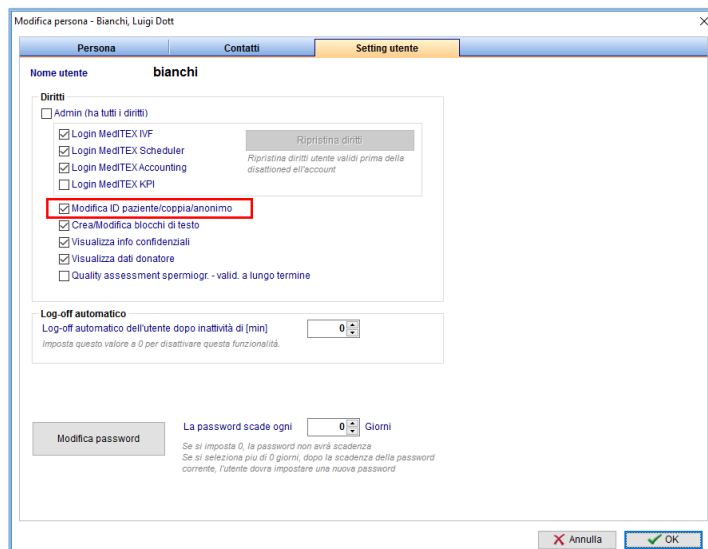 Modifica persona - Bianchi, Luigi Dott
Persona Contatti Setting utente
Nome utente bianchi
Diritti
Admin (ha tutti i diritti)
Login MedITEX IVF
Login MedITEX Scheduler
Login MedITEX Accounting
Login MedITEX KPI
Ripristina diritti
Ripristina diritti utente validi prima della
disattioned ell'account
Modifica ID paziente/coppia/anonimo
Crea/Modifica blocchi di testo
Visualizza info confidenziali
Visualizza dati donatore
Quality assessment spermiogr. - valid. a lungo termine
Log-off automatico
Log-off automatico dell'utente dopo inattività di [min] 0
Imposta questo valore a 0 per disattivare questa funzionalità.
Modifica password
La password scade ogni 0 Giorni
Se si imposta 0, la password non avrà scadenza
Se si seleziona piu di 0 giorni, dopo la scadenza della password
corrente, l'utente dovra impostare una nuova password
Annulla OK